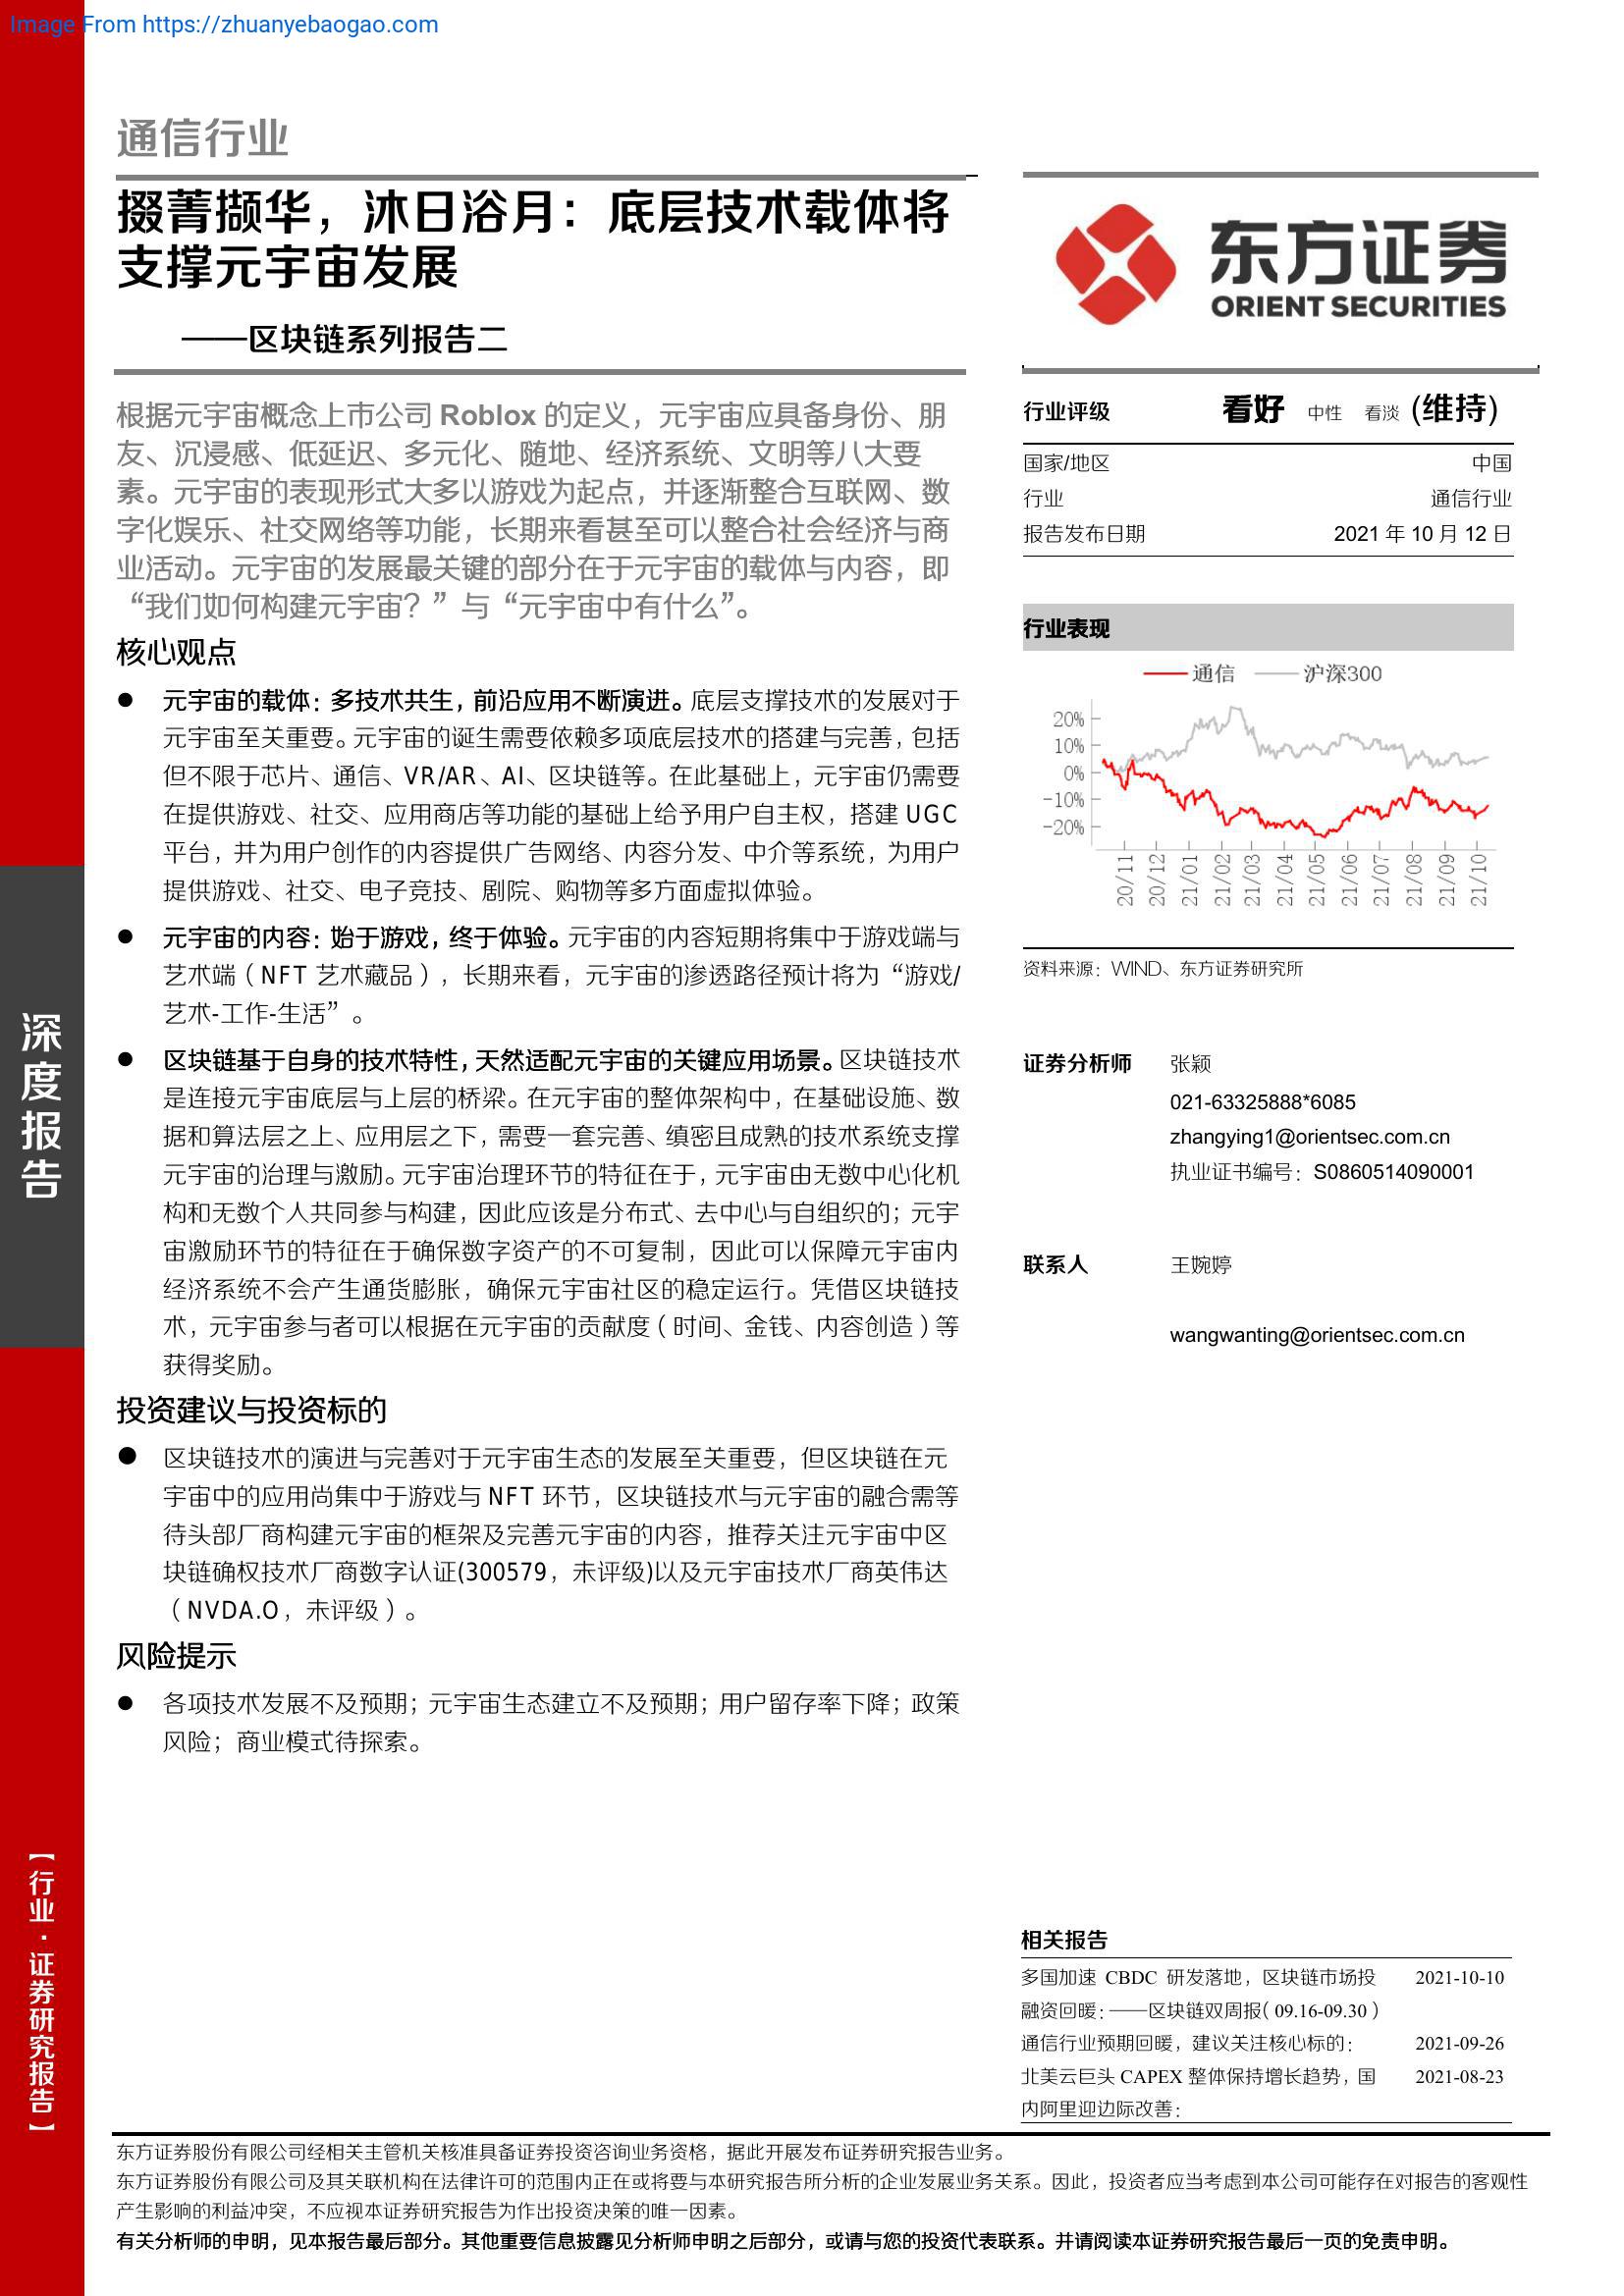 Image From https://zhuanyebaogao.com
通信行业
掇菁撷华，沐日浴月：底层技术载体将
支撑元宇宙发展
——区块链系列报告二
根据元宇宙概念上市公司 Roblox 的定义，元宇宙应具备身份、朋
友、沉浸感、低延迟、多元化、随地、经济系统、文明等八大要
素。元宇宙的表现形式大多以游戏为起点，并逐渐整合互联网、数
字化娱乐、社交网络等功能，长期来看甚至可以整合社会经济与商
业活动。元宇宙的发展最关键的部分在于元宇宙的载体与内容，即
“我们如何构建元宇宙？”与“元宇宙中有什么”。
核心观点
● 元宇宙的载体：多技术共生，前沿应用不断演进。底层支撑技术的发展对于
元宇宙至关重要。元宇宙的诞生需要依赖多项底层技术的搭建与完善，包括
但不限于芯片、通信、VR/AR、AI、区块链等。在此基础上，元宇宙仍需要
在提供游戏、社交、应用商店等功能的基础上给予用户自主权，搭建 UGC
平台，并为用户创作的内容提供广告网络、内容分发、中介等系统，为用户
提供游戏、社交、电子竞技、剧院、购物等多方面虚拟体验。
● 元宇宙的内容：始于游戏，终于体验。元宇宙的内容短期将集中于游戏端与
艺术端（NFT 艺术藏品），长期来看，元宇宙的渗透路径预计将为“游戏/
艺术-工作-生活”。
● 区块链基于自身的技术特性，天然适配元宇宙的关键应用场景。区块链技术
是连接元宇宙底层与上层的桥梁。在元宇宙的整体架构中，在基础设施、数
据和算法层之上、应用层之下，需要一套完善、缜密且成熟的技术系统支撑
元宇宙的治理与激励。元宇宙治理环节的特征在于，元宇宙由无数中心化机
构和无数个人共同参与构建，因此应该是分布式、去中心与自组织的；元宇
宙激励环节的特征在于确保数字资产的不可复制，因此可以保障元宇宙内
经济系统不会产生通货膨胀，确保元宇宙社区的稳定运行。凭借区块链技
术，元宇宙参与者可以根据在元宇宙的贡献度（时间、金钱、内容创造）等
获得奖励。
投资建议与投资标的
● 区块链技术的演进与完善对于元宇宙生态的发展至关重要，但区块链在元
宇宙中的应用尚集中于游戏与 NFT 环节，区块链技术与元宇宙的融合需等
待头部厂商构建元宇宙的框架及完善元宇宙的内容，推荐关注元宇宙中区
块链确权技术厂商数字认证(300579，未评级)以及元宇宙技术厂商英伟达
（NVDA.O，未评级）。
风险提示
● 各项技术发展不及预期；元宇宙生态建立不及预期；用户留存率下降；政策
风险；商业模式待探索。
东方证券
ORIENT SECURITIES
行业评级 看好 中性 看淡 (维持)
国家/地区 中国
行业 通信行业
报告发布日期 2021 年 10 月 12 日
行业表现
通信 沪深300
20%
10%
0%
-10%
-20%
20/11 20/12 21/01 21/02 21/03 21/04 21/05 21/06 21/07 21/08 21/09 21/10
资料来源：WIND、东方证券研究所
证券分析师 张颖
021-63325888*6085
zhangying1@orientsec.com.cn
执业证书编号：S0860514090001
联系人 王婉婷
wangwanting@orientsec.com.cn
相关报告
多国加速 CBDC 研发落地，区块链市场投 2021-10-10
融资回暖：——区块链双周报（09.16-09.30）
通信行业预期回暖，建议关注核心标的： 2021-09-26
北美云巨头 CAPEX 整体保持增长趋势，国 2021-08-23
内阿里迎边际改善：
深度报告
【行业·证券研究报告】
东方证券股份有限公司经相关主管机关核准具备证券投资咨询业务资格，据此开展发布证券研究报告业务。
东方证券股份有限公司及其关联机构在法律许可的范围内正在或将要与本研究报告所分析的企业发展业务关系。因此，投资者应当考虑到本公司可能存在对报告的客观性
产生影响的利益冲突，不应视本证券研究报告为作出投资决策的唯一因素。
有关分析师的申明，见本报告最后部分。其他重要信息披露见分析师申明之后部分，或请与您的投资代表联系。并请阅读本证券研究报告最后一页的免责申明。